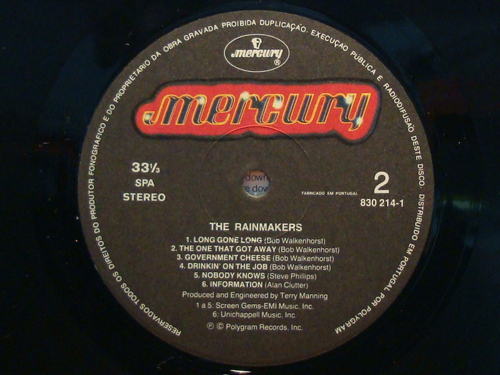 RESERVADOS TODOS OS DIREITOS DO PRODUTOR FONOGRÁFICO E DO PROPRIETÁRIO DA OBRA GRAVADA PROIBIDA DUPLICAÇÃO, EXECUÇÃO PÚBLICA E RADIODIFUSÃO DESTE DISCO. DISTRIBUÍDO EM PORTUGAL POR POLYGRAM
mercury
®
mercury
33⅓
SPA
STEREO
down
e dov
FABRICADO EM PORTUGAL
2
830 214-1
THE RAINMAKERS
1. LONG GONE LONG (Bob Walkenhorst)
2. THE ONE THAT GOT AWAY (Bob Walkenhorst)
3. GOVERNMENT CHEESE (Bob Walkenhorst)
4. DRINKIN' ON THE JOB (Bob Walkenhorst)
5. NOBODY KNOWS (Steve Phillips)
6. INFORMATION (Alan Clutter)
Produced and Engineered by Terry Manning
1 a 5: Screen Gems-EMI Music. Inc.
6: Unichappell Music, Inc.
℗ © Polygram Records, Inc.